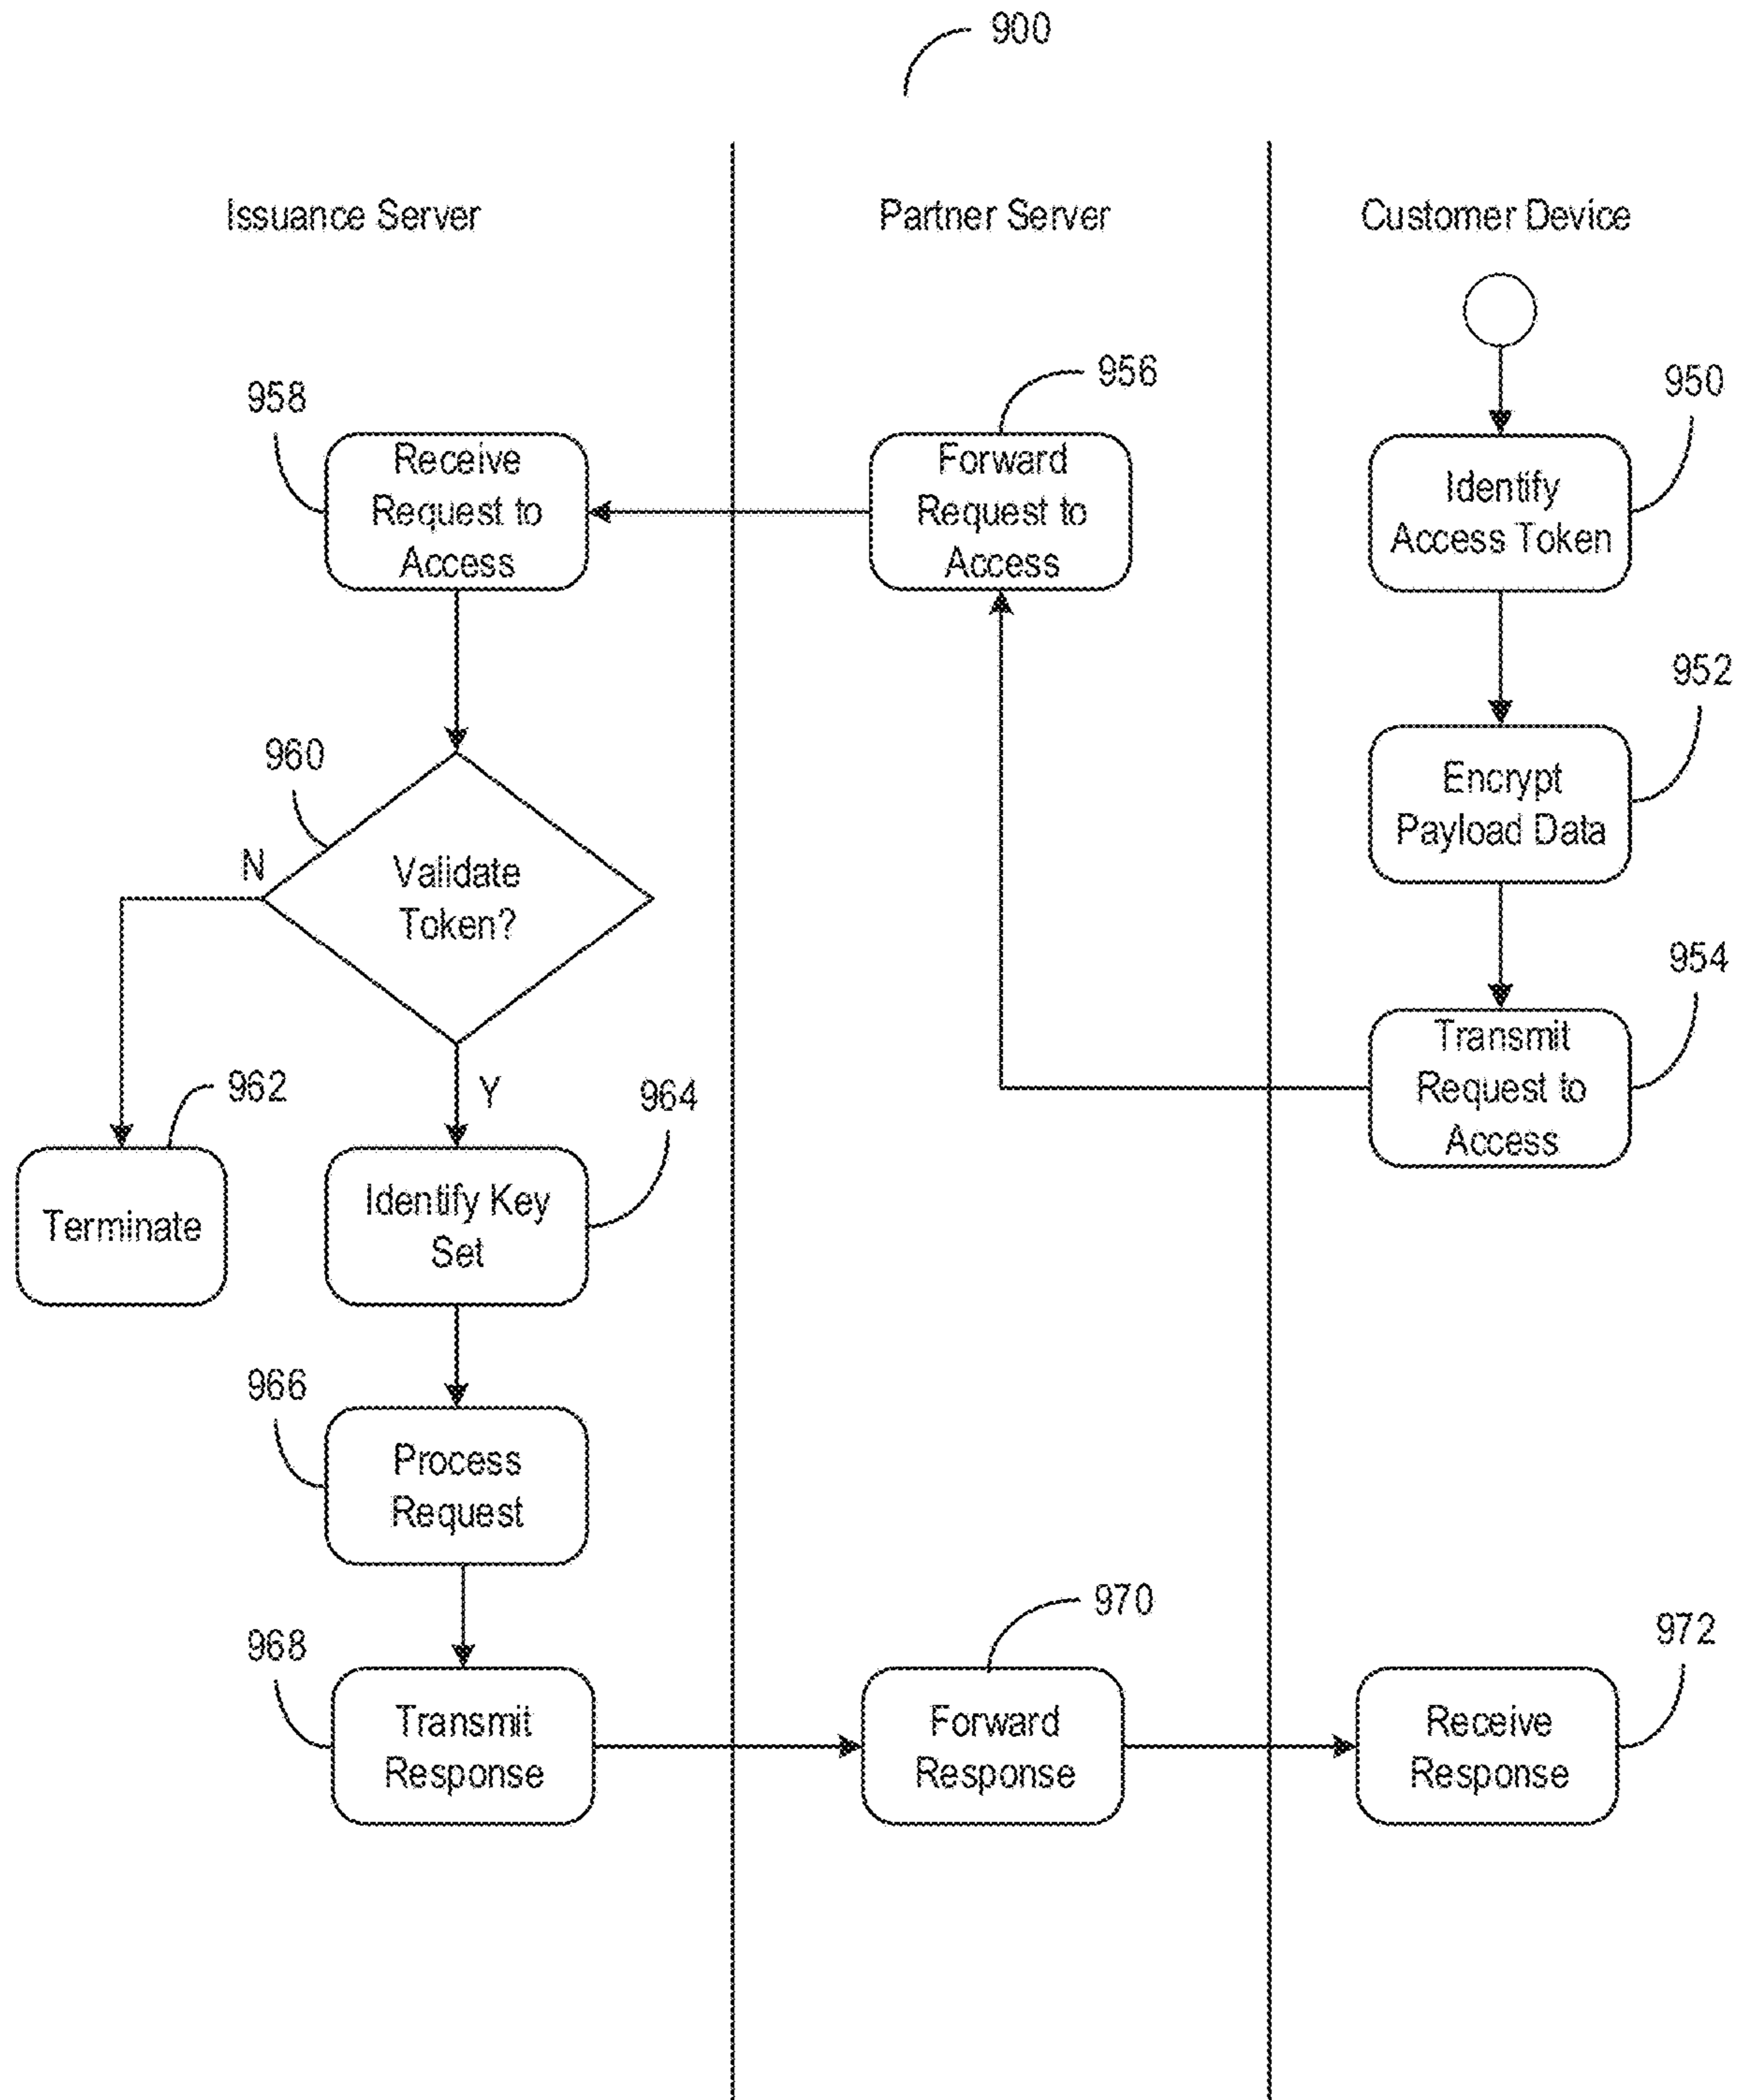 900
Issuance Server
Partner Server
Customer Device
956
950
958
Receive
Request to
Access
Forward
Request to
Access
Identify
Access Token
952
960
Encrypt
Payload Data
N
Validate
Token?
954
Transmit
Request to
Access
962
Y
964
Terminate
Identify Key
Set
966
Process
Request
970
968
972
Transmit
Response
Forward
Response
Receive
Response